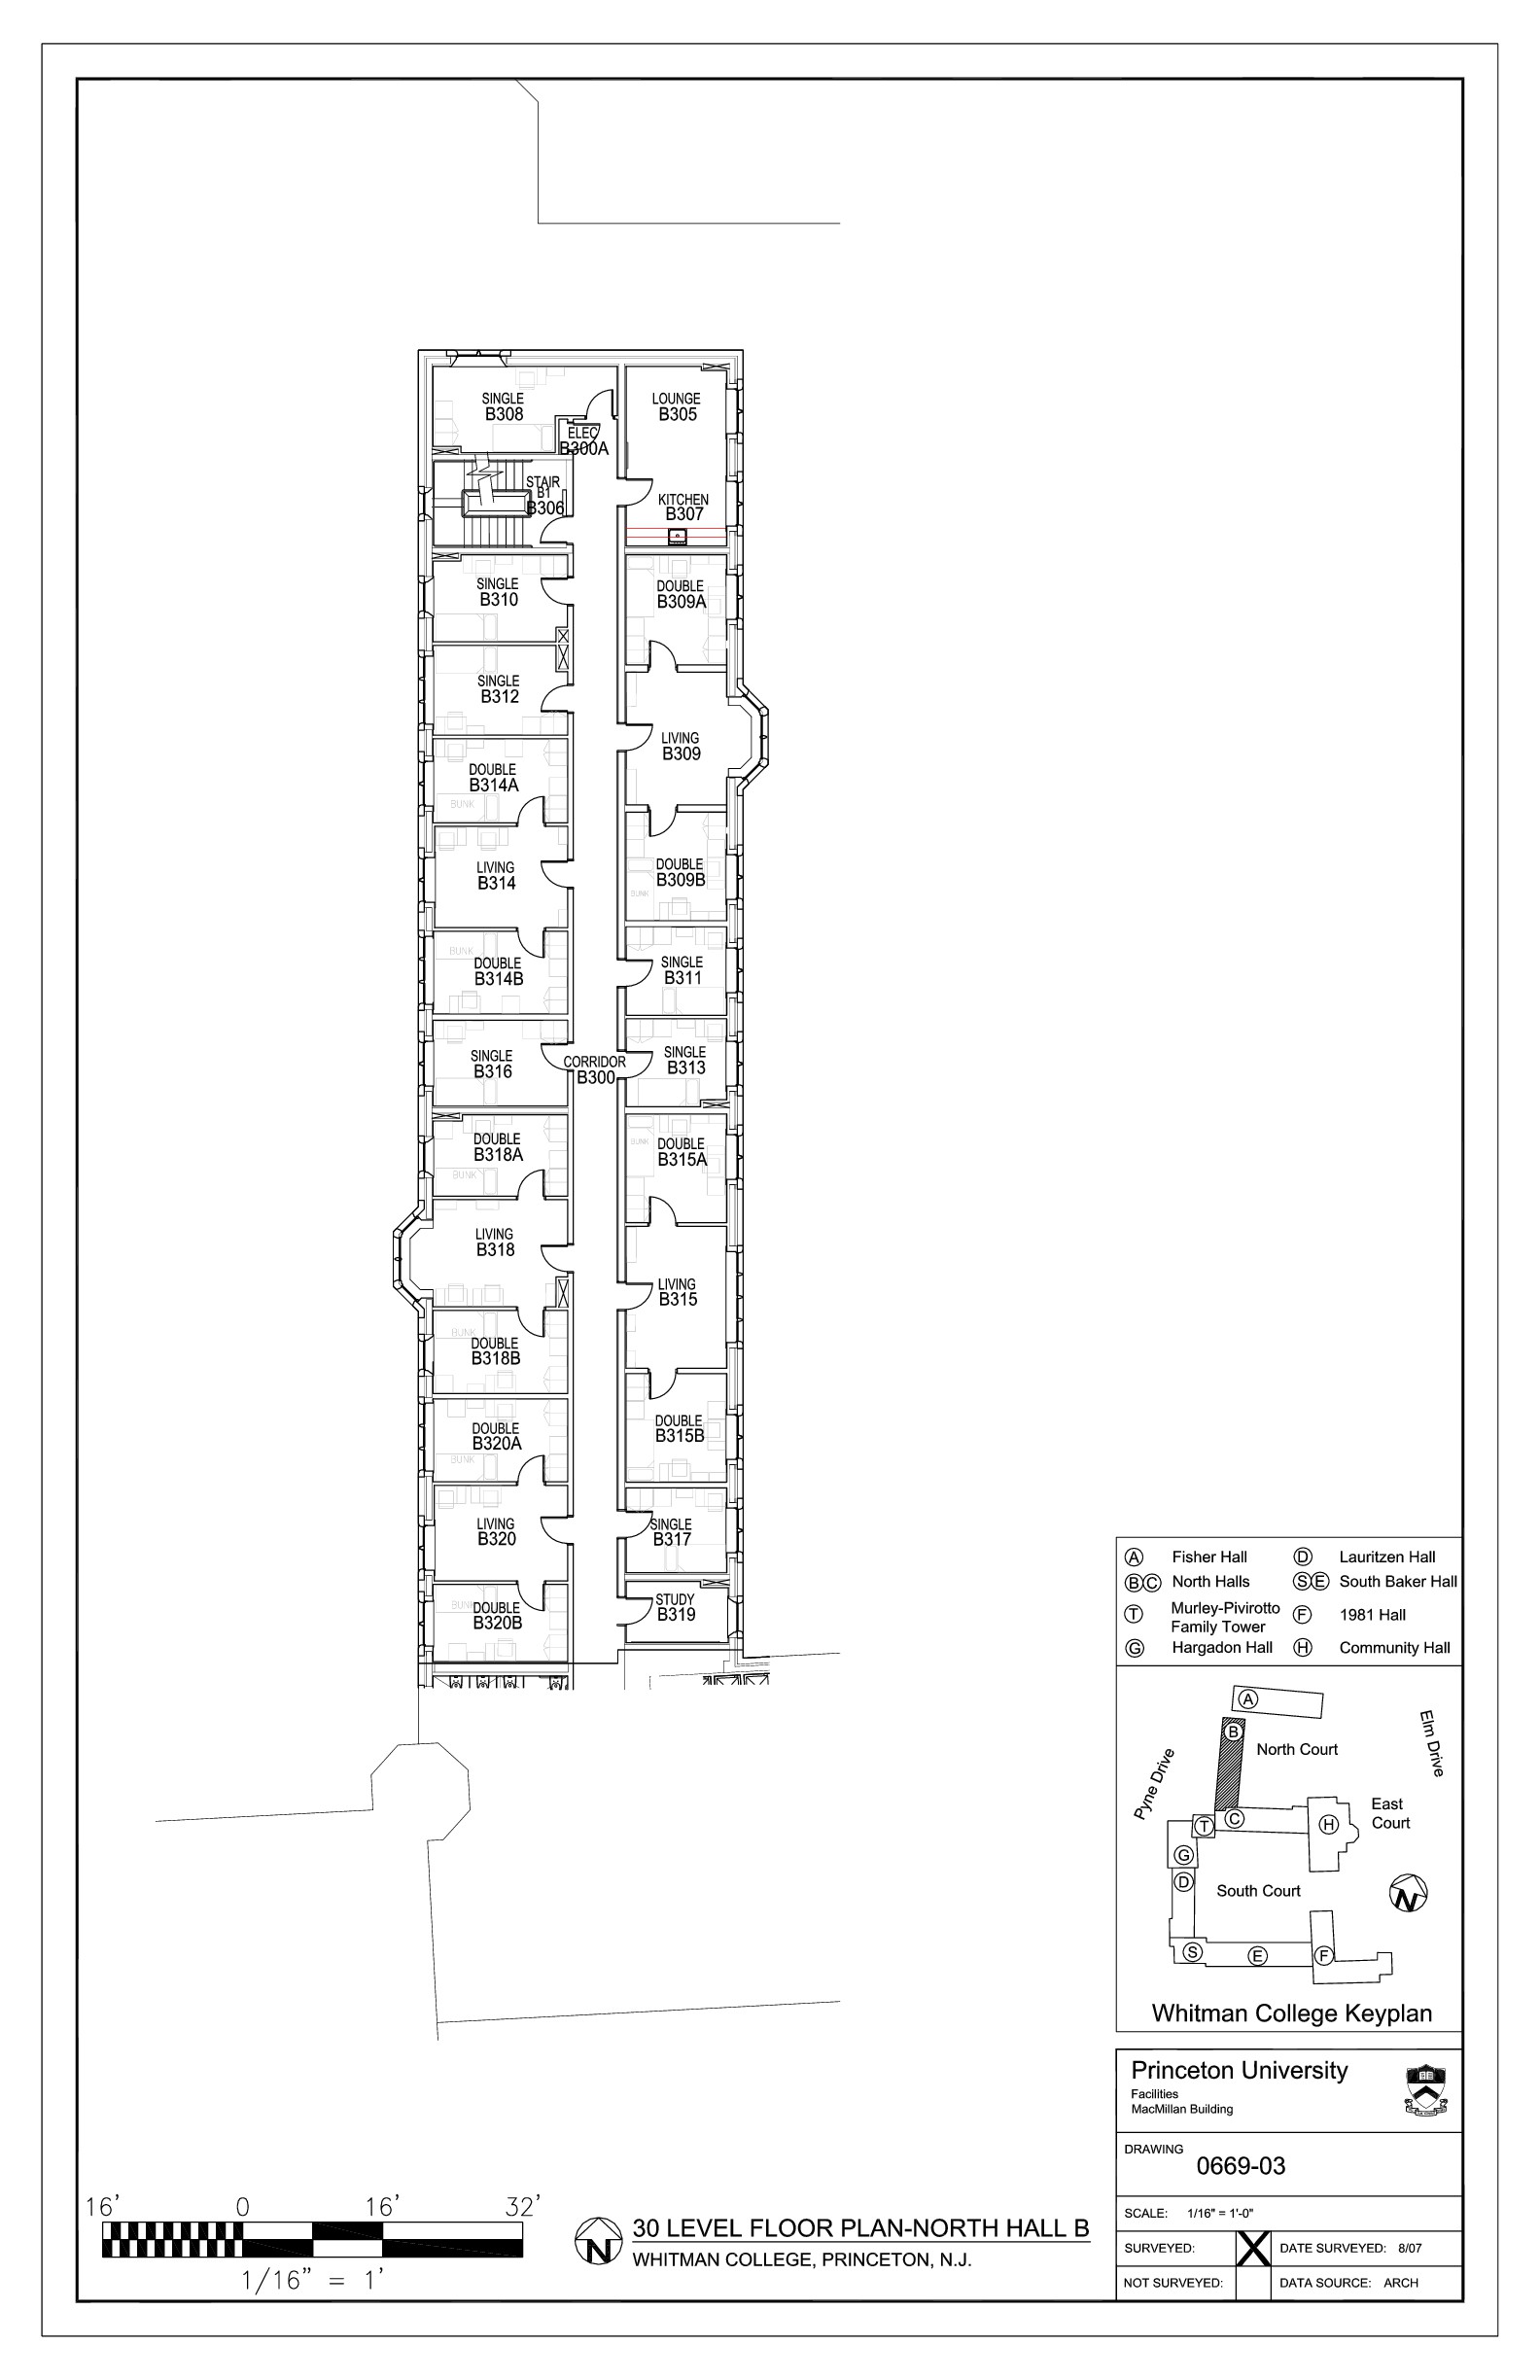 SINGLE
B308
LOUNGE
B305
ELEC
B300A
STAIR
B1
B306
KITCHEN
B307
SINGLE
B310
DOUBLE
B309A
SINGLE
B312
LIVING
B309
DOUBLE
B314A
BUNK
LIVING
B314
DOUBLE
B309B
BUNK
BUNK
DOUBLE
B314B
SINGLE
B311
SINGLE
B316
CORRIDOR
B300
SINGLE
B313
DOUBLE
B318A
BUNK
BUNK
DOUBLE
B315A
LIVING
B318
LIVING
B315
BUNK
DOUBLE
B318B
DOUBLE
B320A
BUNK
DOUBLE
B315B
LIVING
B320
SINGLE
B317
BUNK
DOUBLE
B320B
STUDY
B319
A Fisher Hall D Lauritzen Hall
B C North Halls S E South Baker Hall
T Murley-Pivirotto F 1981 Hall
Family Tower
G Hargadon Hall H Community Hall
A
B
North Court
Elm Drive
Pyne Drive
East
Court
C
T
H
G
D
South Court
N
S
E
F
Whitman College Keyplan
Princeton University
Facilities
MacMillan Building
DRAWING
0669-03
SCALE: 1/16" = 1'-0"
SURVEYED: X DATE SURVEYED: 8/07
NOT SURVEYED: DATA SOURCE: ARCH
16' 0 16' 32'
1/16" = 1'
N
30 LEVEL FLOOR PLAN-NORTH HALL B
WHITMAN COLLEGE, PRINCETON, N.J.